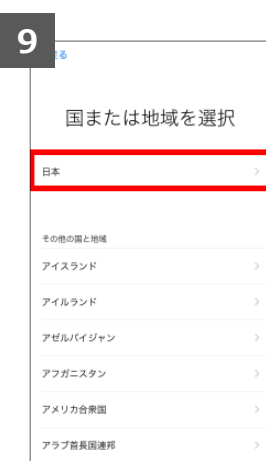 9
る
国または地域を選択
日本
その他の国と地域
アイスランド
アイルランド
アゼルバイジャン
アフガニスタン
アメリカ合衆国
アラブ首長国連邦